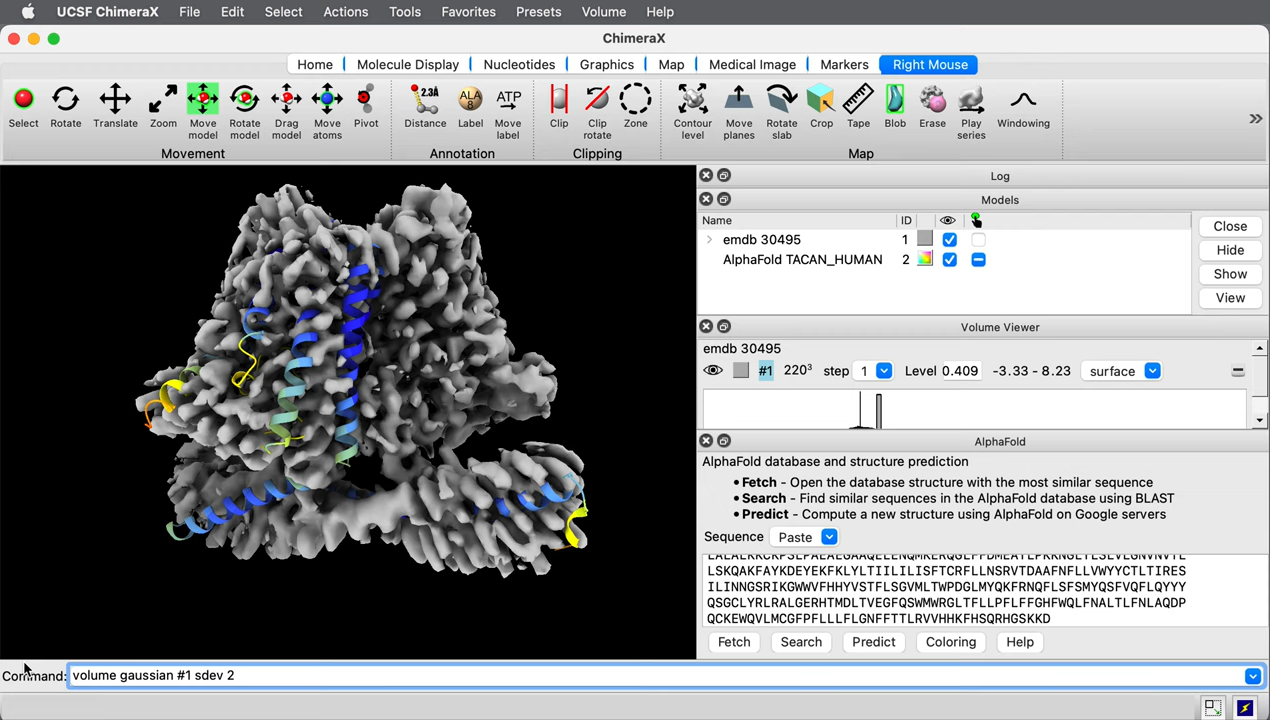 UCSF ChimeraX File Edit Select Actions Tools Favorites Presets Volume Help
ChimeraX
Home Molecule Display Nucleotides Graphics Map Medical Image Markers Right Mouse
2.3Å ALA 8 ATP
Select Rotate Translate Zoom Move model Rotate model Drag model Move atoms Pivot Distance Label Move label Clip Clip rotate Zone Contour level Move planes Rotate slab Crop Tape Blob Erase Play series Windowing
Movement Annotation Clipping Map
Log
Models
Name ID
emdb 30495 1
AlphaFold TACAN_HUMAN 2
Close
Hide
Show
View
Volume Viewer
emdb 30495
#1 220³ step 1 Level 0.409 -3.33 - 8.23 surface
AlphaFold
AlphaFold database and structure prediction
• Fetch - Open the database structure with the most similar sequence
• Search - Find similar sequences in the AlphaFold database using BLAST
• Predict - Compute a new structure using AlphaFold on Google servers
Sequence Paste
LSKQAKFAYKDEYEKFKLYLTIILILISFTCRFLLNSRVTDAAFNFLLVWYYCTLTIRES
ILINNGSRIKGWWVFHHYVSTFLSGVMLTWPDGLMYQKFRNQFLSFSMYQSFVQFLQYYY
QSGCLYRLRALGERHTMDLTVEGFQSWMWRGLTFLLPFLFFGHFWQLFNALTLFNLAQDP
QCKEWQVLMCGFPFLLLFLGNFFTTLRVVHHKFHSQRHGSKKD
Fetch Search Predict Coloring Help
Command: volume gaussian #1 sdev 2